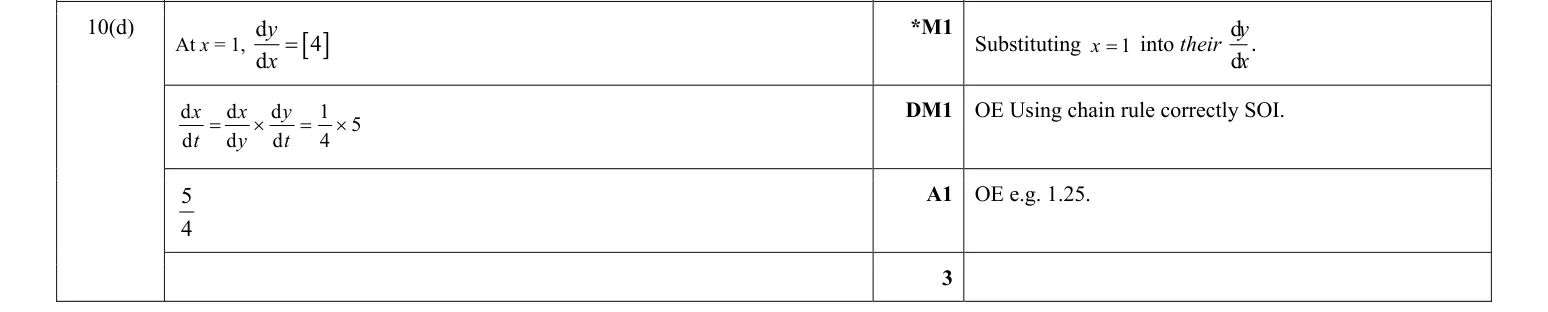 10(d) At x = 1, dy/dx = [4] *M1 Substituting x = 1 into their dy/dx.
dx/dt = dx/dy × dy/dt = 1/4 × 5 DM1 OE Using chain rule correctly SOI.
5/4 A1 OE e.g. 1.25.
3